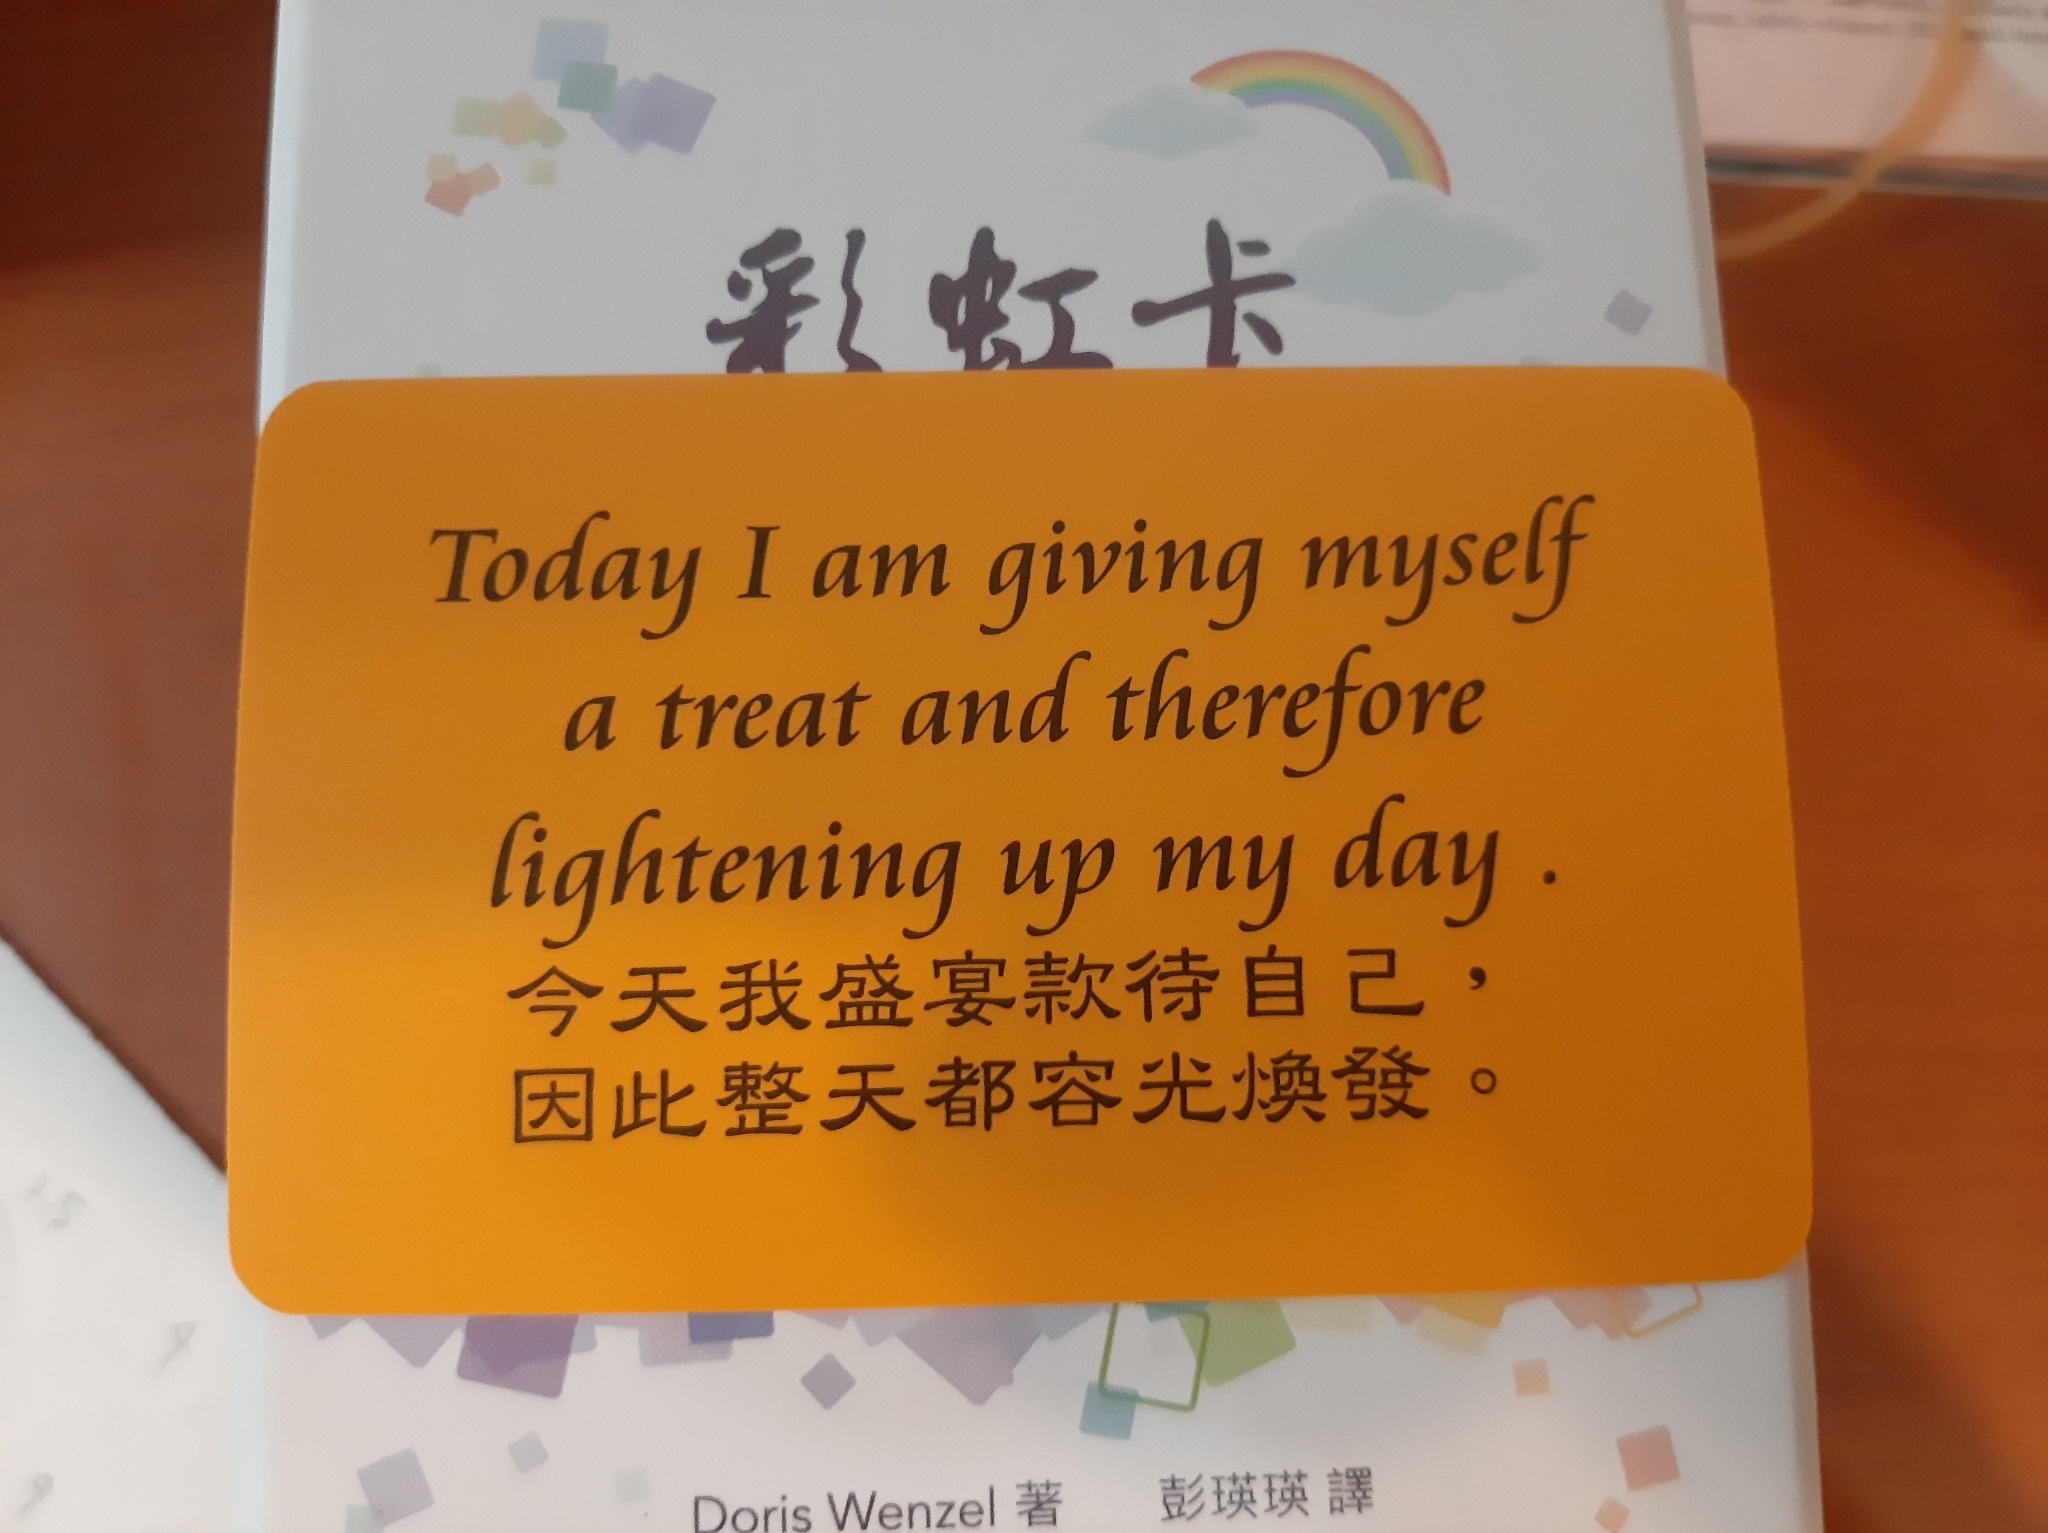 彩虹卡
Today I am giving myself
a treat and therefore
lightening up my day .
今天我盛宴款待自己，
因此整天都容光煥發。
Doris Wenzel 著 彭瑛瑛 譯